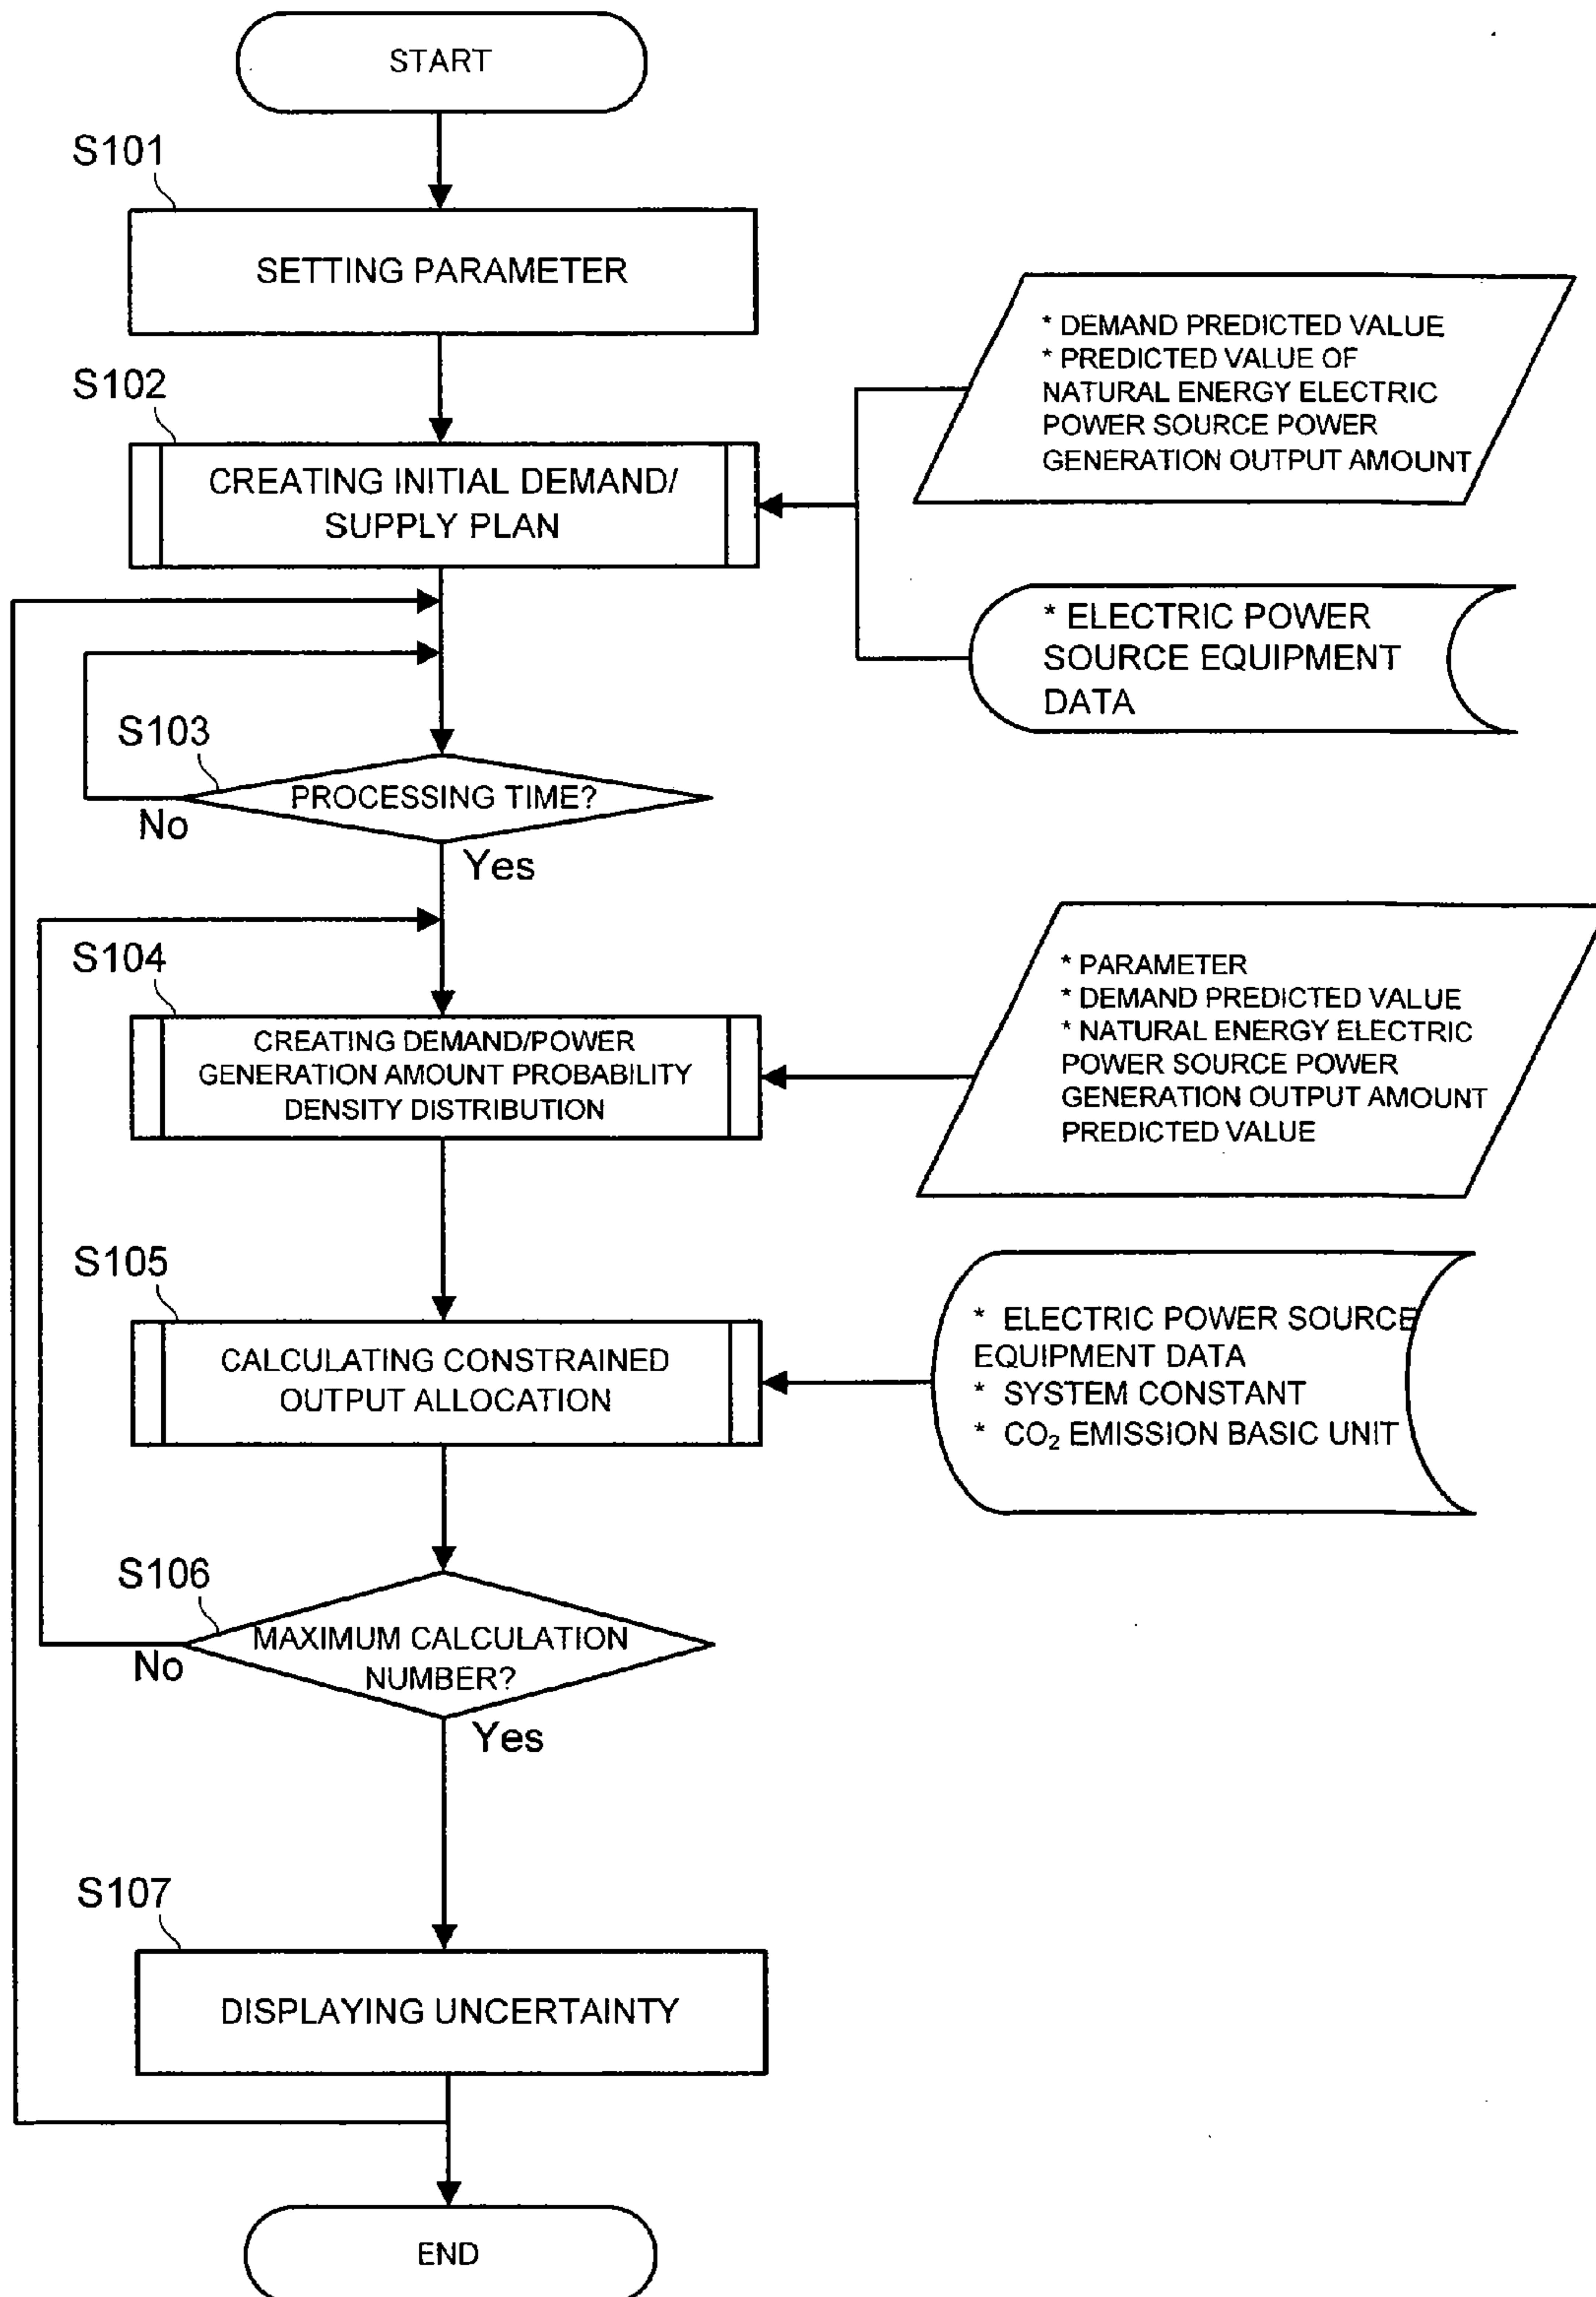 START
S101
SETTING PARAMETER
S102
CREATING INITIAL DEMAND/
SUPPLY PLAN
* DEMAND PREDICTED VALUE
* PREDICTED VALUE OF
NATURAL ENERGY ELECTRIC
POWER SOURCE POWER
GENERATION OUTPUT AMOUNT
* ELECTRIC POWER
SOURCE EQUIPMENT
DATA
S103
PROCESSING TIME?
No
Yes
S104
CREATING DEMAND/POWER
GENERATION AMOUNT PROBABILITY
DENSITY DISTRIBUTION
* PARAMETER
* DEMAND PREDICTED VALUE
* NATURAL ENERGY ELECTRIC
POWER SOURCE POWER
GENERATION OUTPUT AMOUNT
PREDICTED VALUE
S105
CALCULATING CONSTRAINED
OUTPUT ALLOCATION
* ELECTRIC POWER SOURCE
EQUIPMENT DATA
* SYSTEM CONSTANT
* CO₂ EMISSION BASIC UNIT
S106
MAXIMUM CALCULATION
NUMBER?
No
Yes
S107
DISPLAYING UNCERTAINTY
END